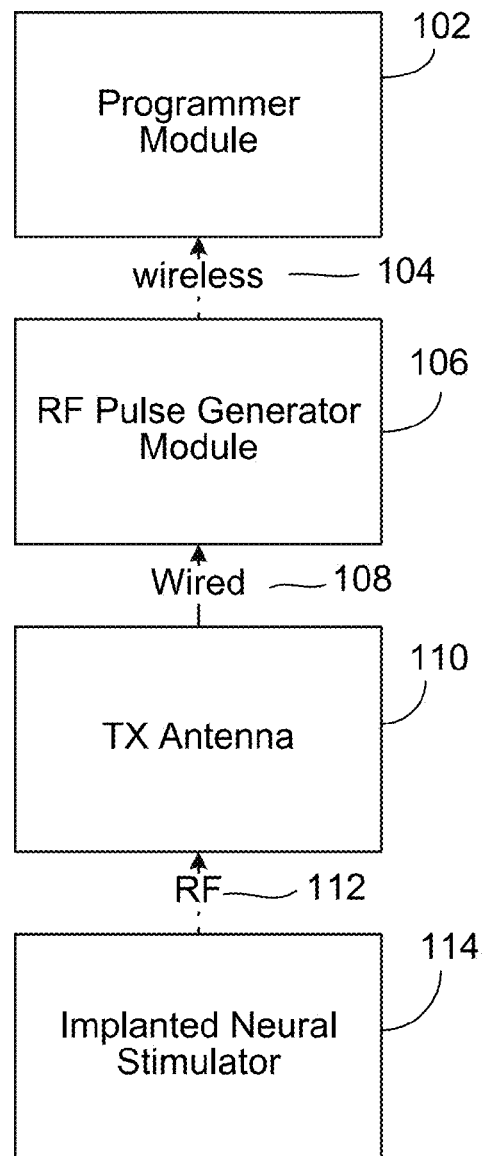 102
Programmer
Module
wireless 104
106
RF Pulse Generator
Module
Wired 108
110
TX Antenna
RF 112
114
Implanted Neural
Stimulator